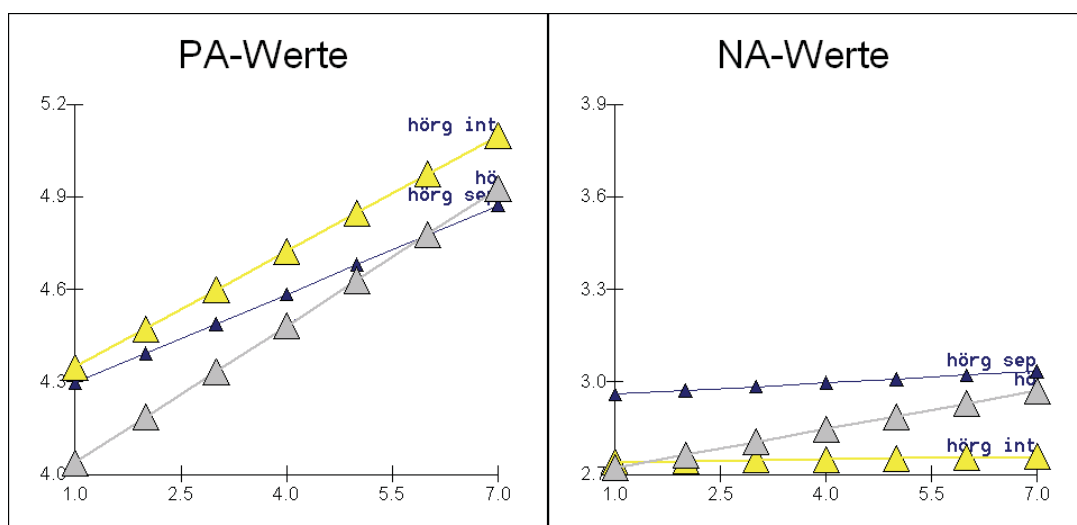 PA-Werte
5.2
4.9
4.6
4.3
4.0
1.0 2.5 4.0 5.5 7.0
hörg int
hö
hörg sep
NA-Werte
3.9
3.6
3.3
3.0
2.7
1.0 2.5 4.0 5.5 7.0
hörg sep
hö
hörg int